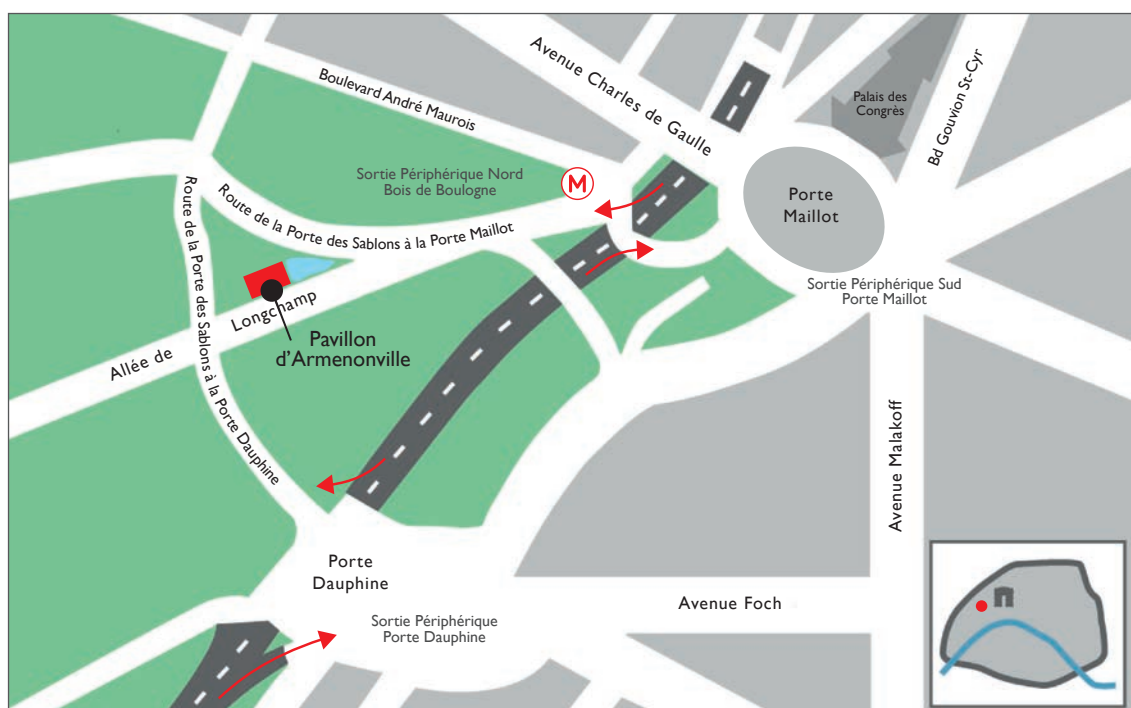 Avenue Charles de Gaulle
Boulevard André Maurois
Palais des
Congrès
Bd Gouvion St-Cyr
Sortie Périphérique Nord
Bois de Boulogne
M
Porte
Maillot
Route de la Porte des Sablons à la Porte Maillot
Route de la Porte des Sablons à la Porte Dauphine
Sortie Périphérique Sud
Porte Maillot
Allée de Longchamp
Pavillon
d'Armenonville
Avenue Malakoff
Porte
Dauphine
Avenue Foch
Sortie Périphérique
Porte Dauphine